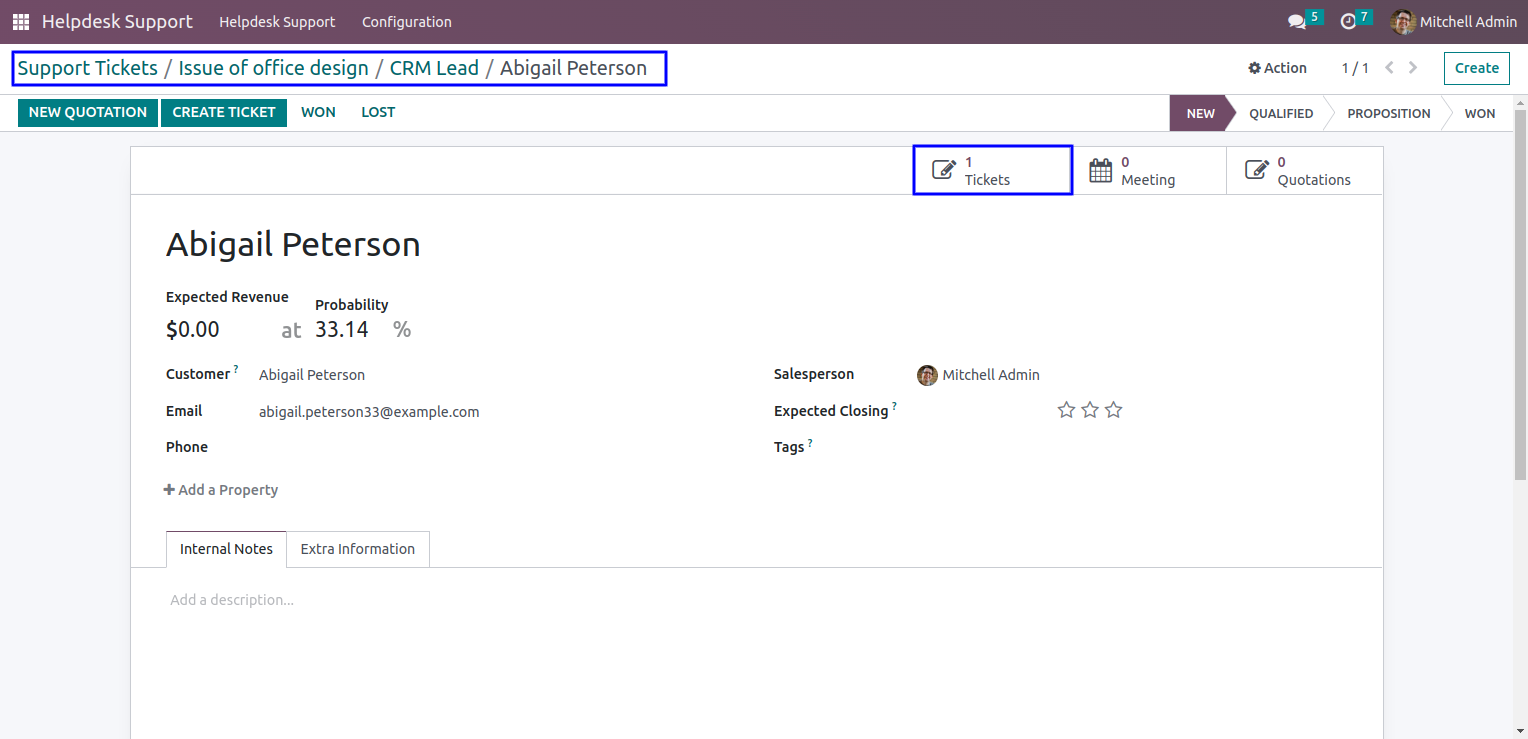 Helpdesk Support Helpdesk Support Configuration 5 7 Mitchell Admin
Support Tickets / Issue of office design / CRM Lead / Abigail Peterson Action 1 / 1 Create
NEW QUOTATION CREATE TICKET WON LOST NEW QUALIFIED PROPOSITION WON
1 Tickets
0 Meeting
0 Quotations
Abigail Peterson
Expected Revenue Probability
$0.00 at 33.14 %
Customer ? Abigail Peterson Salesperson Mitchell Admin
Email abigail.peterson33@example.com Expected Closing ?
Phone Tags ?
Add a Property
Internal Notes Extra Information
Add a description...